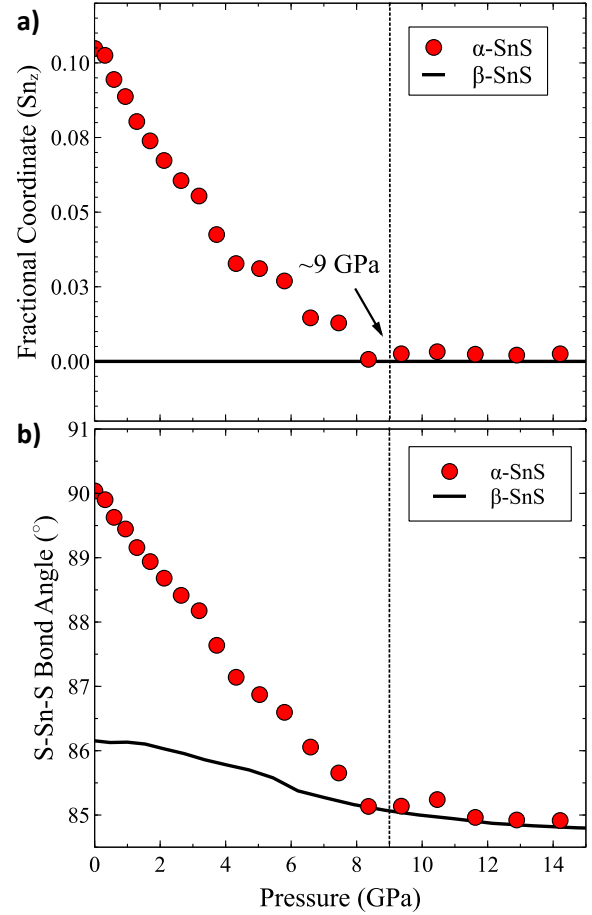 a)
Fractional Coordinate (Snz)
0.10
0.08
0.05
0.03
0.00
α-SnS
β-SnS
~9 GPa
b)
S-Sn-S Bond Angle (°)
91
90
89
88
87
86
85
α-SnS
β-SnS
0 2 4 6 8 10 12 14
Pressure (GPa)